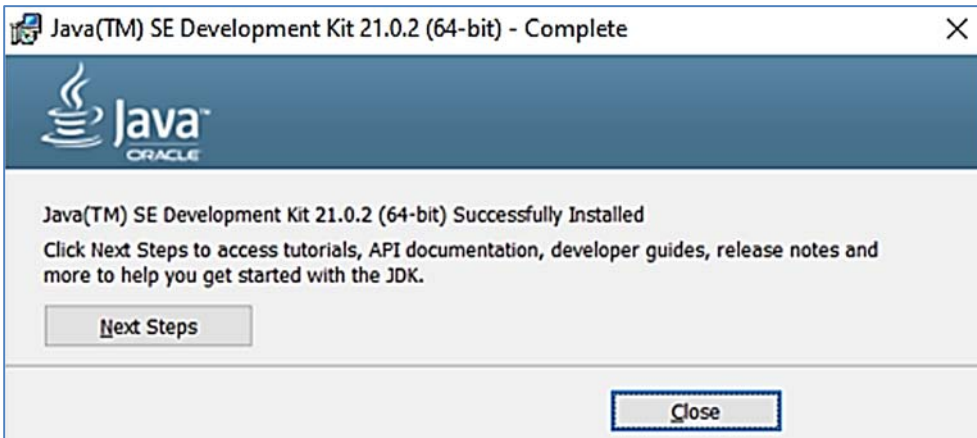 Java(TM) SE Development Kit 21.0.2 (64-bit) - Complete
Java™
ORACLE
Java(TM) SE Development Kit 21.0.2 (64-bit) Successfully Installed
Click Next Steps to access tutorials, API documentation, developer guides, release notes and
more to help you get started with the JDK.
Next Steps
Close